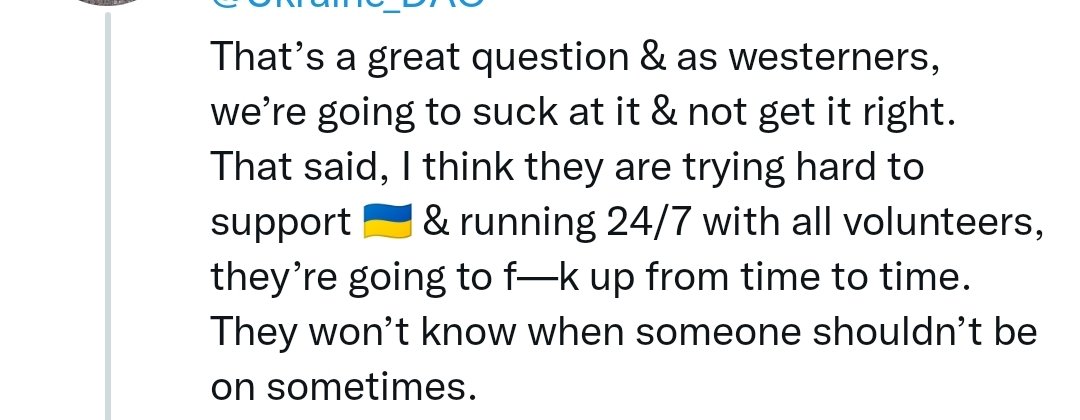 @Ukraine_DAO
That’s a great question & as westerners,
we’re going to suck at it & not get it right.
That said, I think they are trying hard to
support 🇺🇦 & running 24/7 with all volunteers,
they’re going to f—k up from time to time.
They won’t know when someone shouldn’t be
on sometimes.